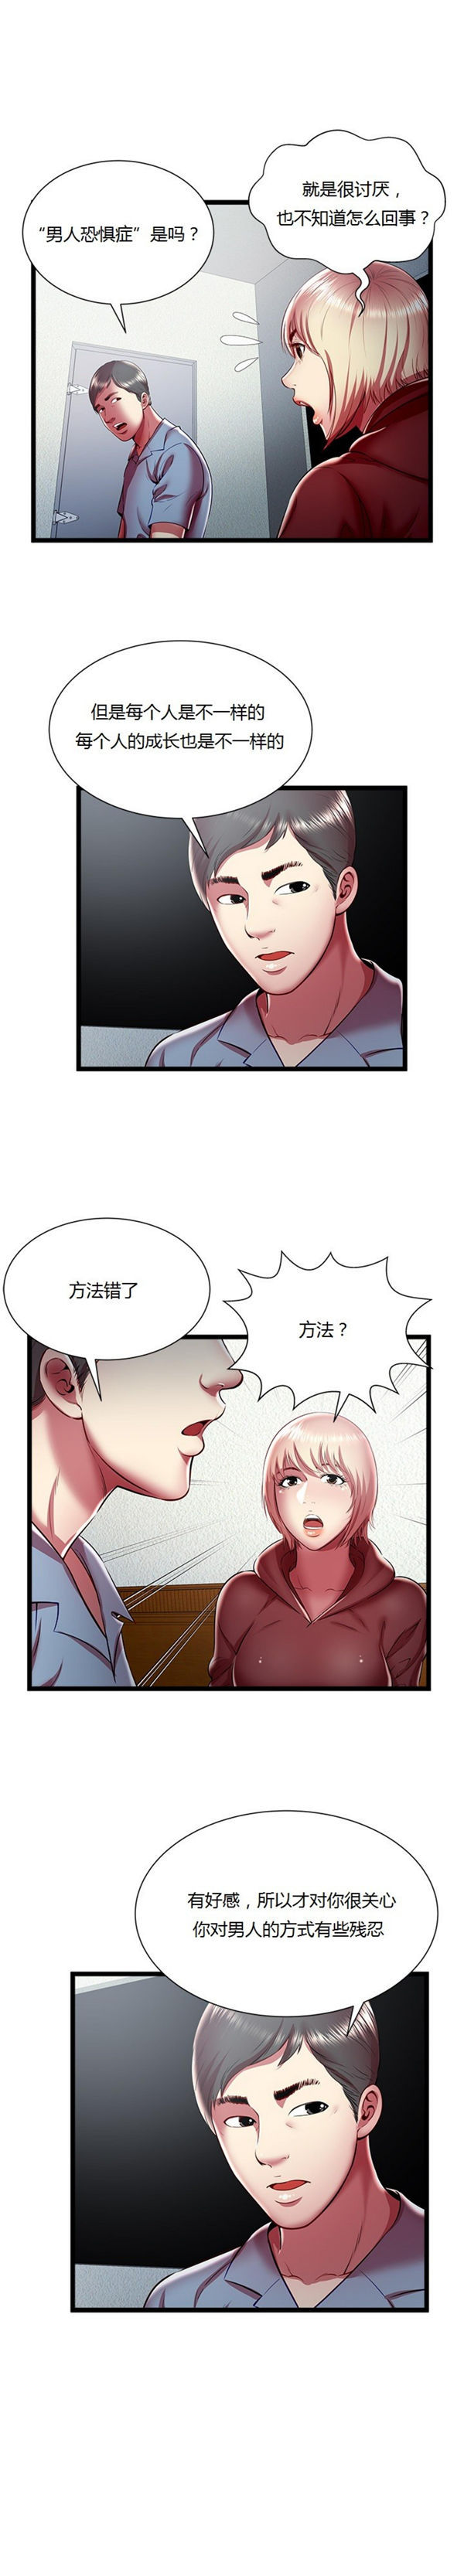 “男人恐惧症”是吗？
就是很讨厌，
也不知道怎么回事？
但是每个人是不一样的
每个人的成长也是不一样的
方法错了
方法？
有好感，所以才对你很关心
你对男人的方式有些残忍